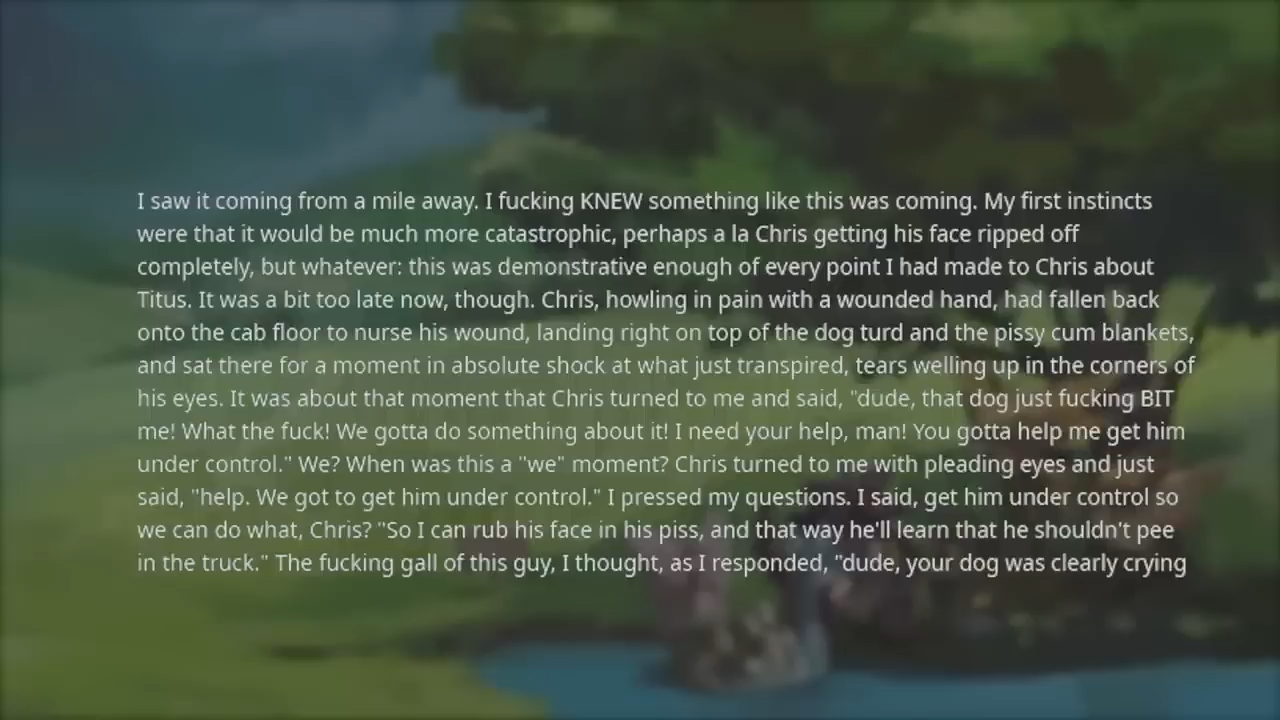 I saw it coming from a mile away. I fucking KNEW something like this was coming. My first instincts
were that it would be much more catastrophic, perhaps a la Chris getting his face ripped off
completely, but whatever: this was demonstrative enough of every point I had made to Chris about
Titus. It was a bit too late now, though. Chris, howling in pain with a wounded hand, had fallen back
onto the cab floor to nurse his wound, landing right on top of the dog turd and the pissy cum blankets,
and sat there for a moment in absolute shock at what just transpired, tears welling up in the corners of
his eyes. It was about that moment that Chris turned to me and said, "dude, that dog just fucking BIT
me! What the fuck! We gotta do something about it! I need your help, man! You gotta help me get him
under control." We? When was this a "we" moment? Chris turned to me with pleading eyes and just
said, "help. We got to get him under control." I pressed my questions. I said, get him under control so
we can do what, Chris? "So I can rub his face in his piss, and that way he'll learn that he shouldn't pee
in the truck." The fucking gall of this guy, I thought, as I responded, "dude, your dog was clearly crying